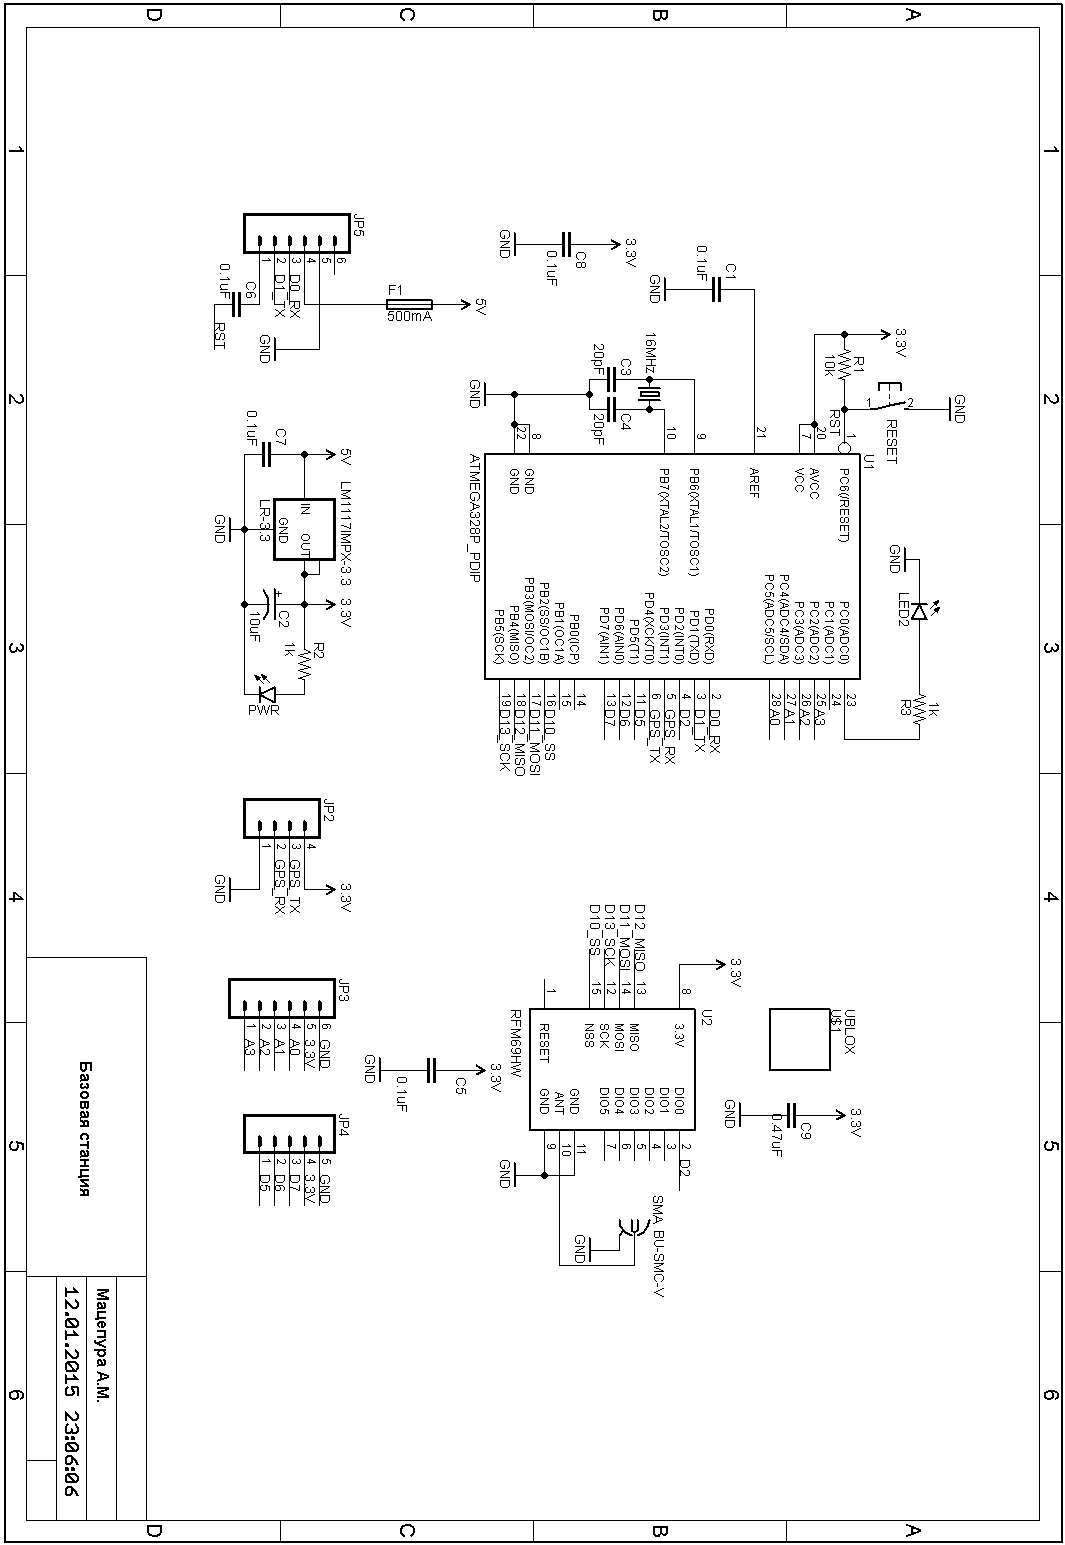 1 2 3 4 5 6
A
B
C
D
3.3V
R1
10k
GND
RESET
1 2
RST
U1
1 PC6(/RESET)
20 AVCC
7 VCC
21 AREF
9 PB6(XTAL1/TOSC1)
10 PB7(XTAL2/TOSC2)
8 GND
22 GND
PC0(ADC0) 23
PC1(ADC1) 24
PC2(ADC2) 25 A3
PC3(ADC3) 26 A2
PC4(ADC4/SDA) 27 A1
PC5(ADC5/SCL) 28 A0
PD0(RXD) 2 D0_RX
PD1(TXD) 3 D1_TX
PD2(INT0) 4 D2
PD3(INT1) 5 GPS_RX
PD4(XCK/T0) 6 GPS_TX
PD5(T1) 11 D5
PD6(AIN0) 12 D6
PD7(AIN1) 13 D7
PB0(ICP) 14
PB1(OC1A) 15
PB2(SS/OC1B) 16 D10_SS
PB3(MOSI/OC2) 17 D11_MOSI
PB4(MISO) 18 D12_MISO
PB5(SCK) 19 D13_SCK
ATMEGA328P_PDIP
GND
LED2
1k
R3
C1
0.1uF
GND
3.3V
C8
0.1uF
GND
16MHz
C3
20pF
C4
20pF
GND
UBLOX
U$1
3.3V
C9
0.47uF
GND
3.3V
U2
8 3.3V
D12_MISO 13 MISO
D11_MOSI 14 MOSI
D13_SCK 12 SCK
D10_SS 15 NSS
1 RESET
DIO0 2 D2
DIO1 3
DIO2 4
DIO3 5
DIO4 6
DIO5 7
GND 11
ANT 10
GND 9
RFM69HW
GND
SMA_BU-SMC-V
GND
3.3V
C5
0.1uF
GND
5V
F1
500mA
JP5
6
5
4
3 D0_RX
2 D1_TX
1
C6
0.1uF
RST
GND
LM1117IMPX-3.3
5V
3.3V
IN OUT
GND
LR-3.3
C7
0.1uF
C2
10uF
+
R2
1k
PWR
GND
JP2
4
3 GPS_TX
2 GPS_RX
1
3.3V
GND
JP3
6 GND
5 3.3V
4 A0
3 A1
2 A2
1 A3
JP4
5 GND
4 3.3V
3 D7
2 D6
1 D5
Базовая станция
Мацепура А.М.
12.01.2015 23:06:06
A
B
C
D
1 2 3 4 5 6